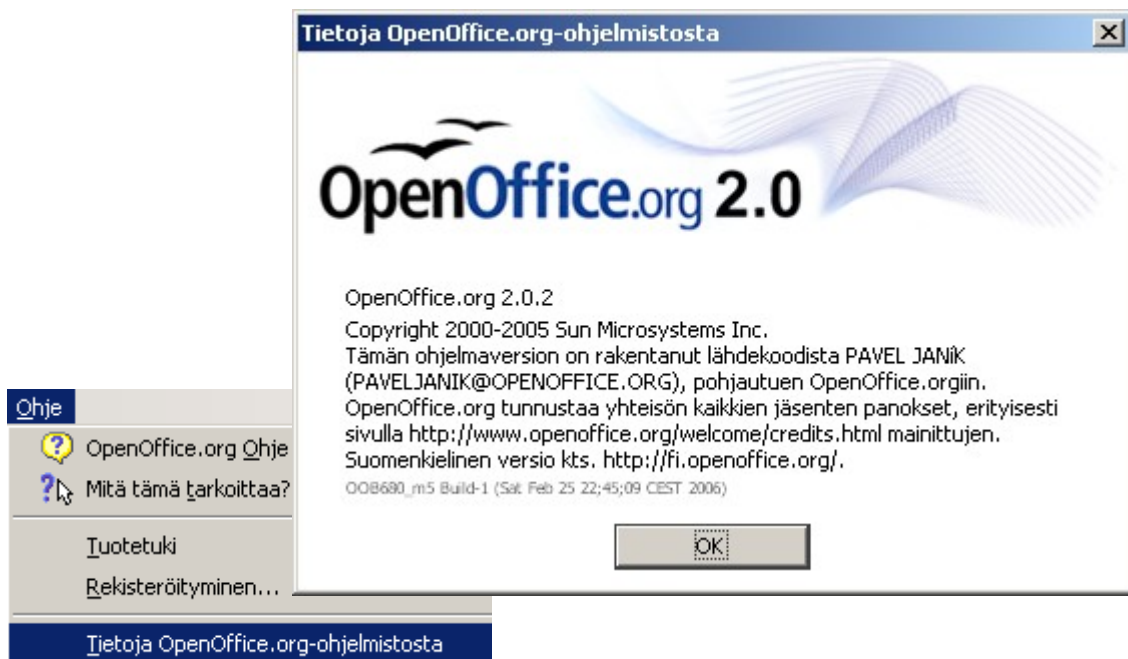 Tietoja OpenOffice.org-ohjelmistosta
OpenOffice.org 2.0
OpenOffice.org 2.0.2
Copyright 2000-2005 Sun Microsystems Inc.
Tämän ohjelmaversion on rakentanut lähdekoodista PAVEL JANíK
(PAVELJANIK@OPENOFFICE.ORG), pohjautuen OpenOffice.orgiin.
OpenOffice.org tunnustaa yhteisön kaikkien jäsenten panokset, erityisesti
sivulla http://www.openoffice.org/welcome/credits.html mainittujen.
Suomenkielinen versio kts. http://fi.openoffice.org/.
OOB680_m5 Build-1 (Sat Feb 25 22:45:09 CEST 2006)
OK
Ohje
OpenOffice.org Ohje
Mitä tämä tarkoittaa?
Tuotetuki
Rekisteröityminen...
Tietoja OpenOffice.org-ohjelmistosta